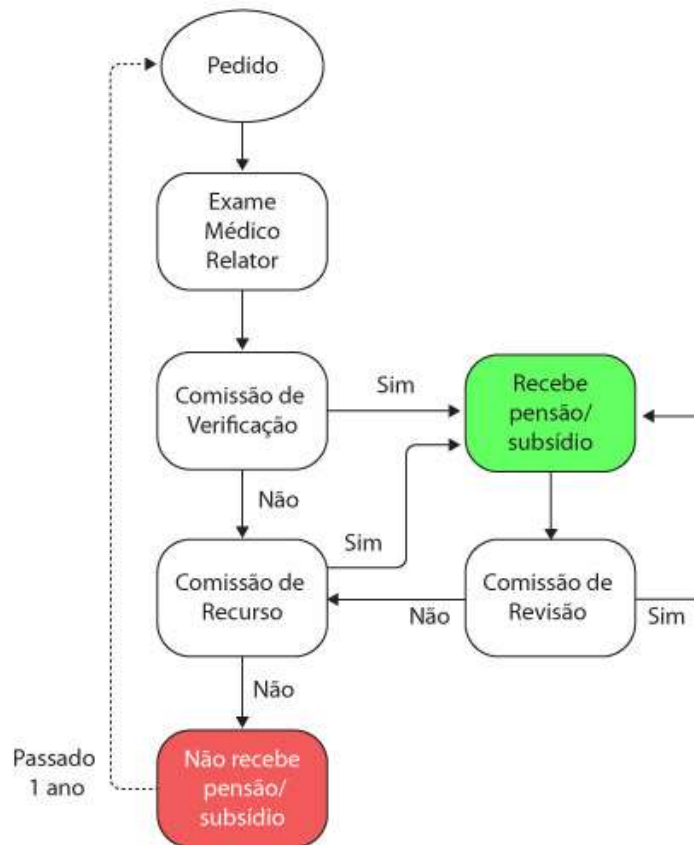 Pedido
Exame
Médico
Relator
Comissão de
Verificação
Sim
Recebe
pensão/
subsídio
Não
Sim
Comissão de
Recurso
Não
Comissão de
Revisão
Sim
Não
Passado
1 ano
Não recebe
pensão/
subsídio